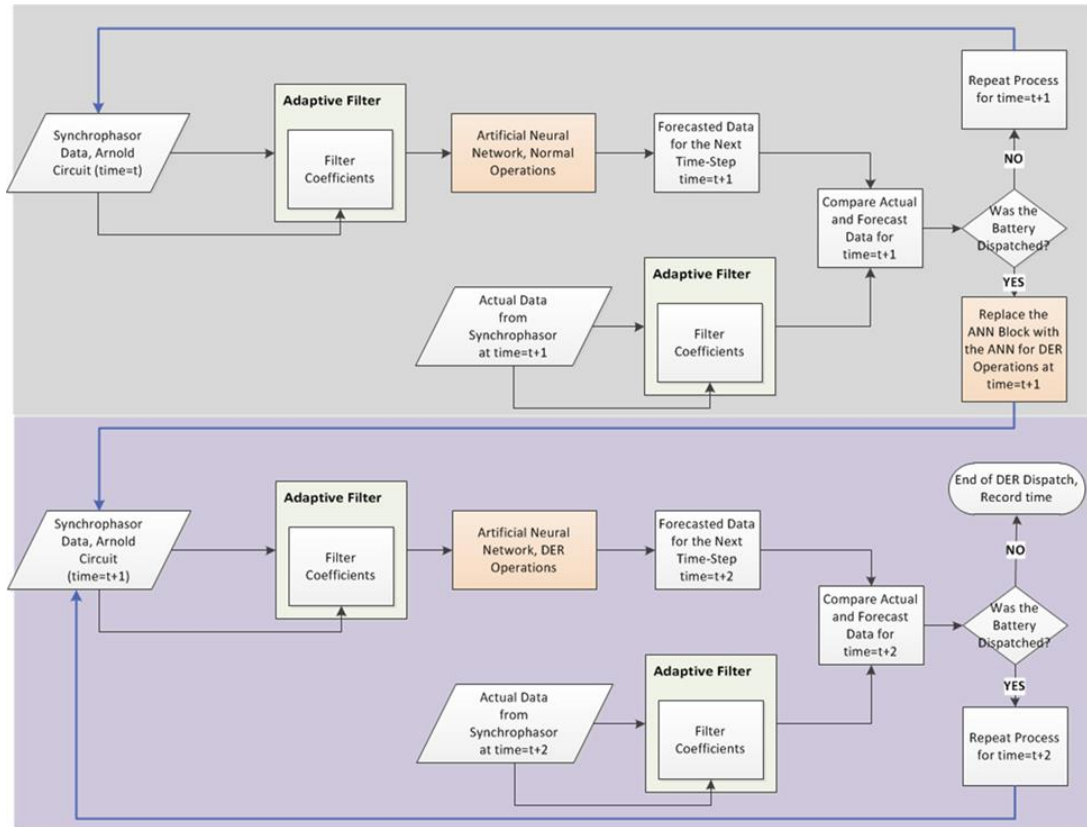 Repeat Process
for time=t+1
Adaptive Filter
Synchrophasor
Data, Arnold
Circuit (time=t)
Filter
Coefficients
Artificial Neural
Network, Normal
Operations
Forecasted Data
for the Next
Time-Step
time=t+1
NO
Compare Actual
and Forecast
Data for
time=t+1
Was the
Battery
Dispatched?
Adaptive Filter
YES
Actual Data
from
Synchrophasor
at time=t+1
Filter
Coefficients
Replace the
ANN Block with
the ANN for DER
Operations at
time=t+1
Adaptive Filter
End of DER Dispatch,
Record time
Synchrophasor
Data, Arnold
Circuit
(time=t+1)
Filter
Coefficients
Artificial Neural
Network, DER
Operations
Forecasted Data
for the Next
Time-Step
time=t+2
NO
Compare Actual
and Forecast
Data for
time=t+2
Was the
Battery
Dispatched?
Adaptive Filter
YES
Actual Data
from
Synchrophasor
at time=t+2
Filter
Coefficients
Repeat Process
for time=t+2